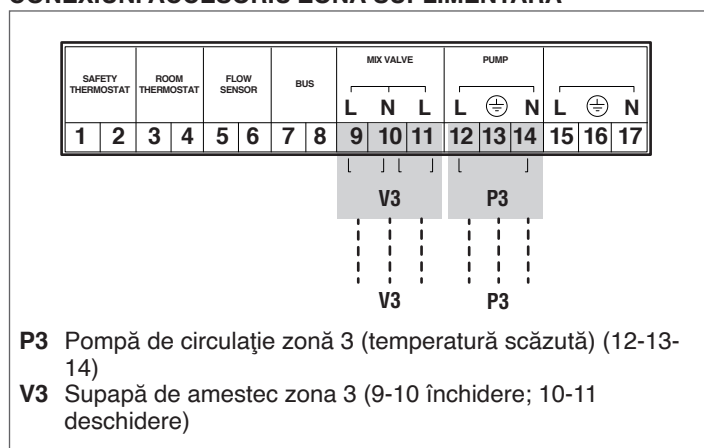 CONEXIUNI ACCESORIU ZONĂ SUPLIMENTARĂ
SAFETY THERMOSTAT ROOM THERMOSTAT FLOW SENSOR BUS MIX VALVE PUMP
L N L L N L N
1 2 3 4 5 6 7 8 9 10 11 12 13 14 15 16 17
V3 P3
V3 P3
P3 Pompă de circulaţie zonă 3 (temperatură scăzută) (12-13-
14)
V3 Supapă de amestec zona 3 (9-10 închidere; 10-11
deschidere)